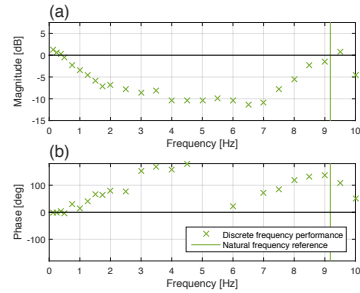 (a)
5
0
-5
-10
-15
Magnitude [dB]
0 1 2 3 4 5 6 7 8 9 10
Frequency [Hz]
(b)
100
0
-100
Phase [deg]
Discrete frequency performance
Natural frequency reference
0 1 2 3 4 5 6 7 8 9 10
Frequency [Hz]